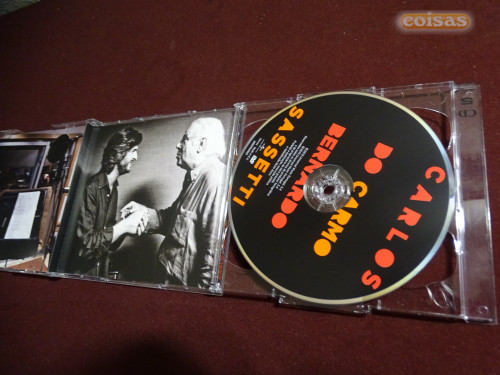 coisas
CARLOS
DO CARMO
BERNARDO
SASSETTI